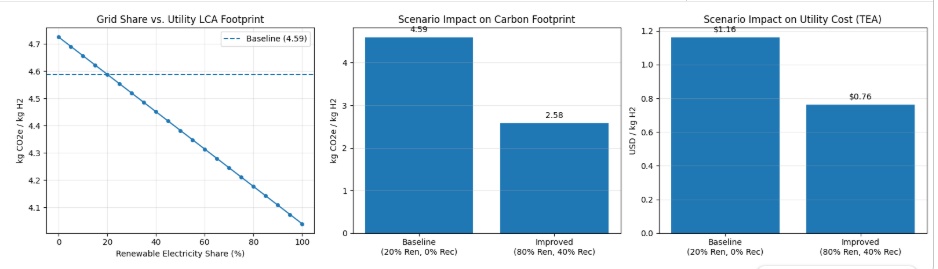 Grid Share vs. Utility LCA Footprint
kg CO2e / kg H2
4.7
4.6
4.5
4.4
4.3
4.2
4.1
Baseline (4.59)
0
20
40
60
80
100
Renewable Electricity Share (%)
Scenario Impact on Carbon Footprint
kg CO2e / kg H2
4
3
2
1
0
4.59
2.58
Baseline
(20% Ren, 0% Rec)
Improved
(80% Ren, 40% Rec)
Scenario Impact on Utility Cost (TEA)
USD / kg H2
1.2
1.0
0.8
0.6
0.4
0.2
0.0
$1.16
$0.76
Baseline
(20% Ren, 0% Rec)
Improved
(80% Ren, 40% Rec)